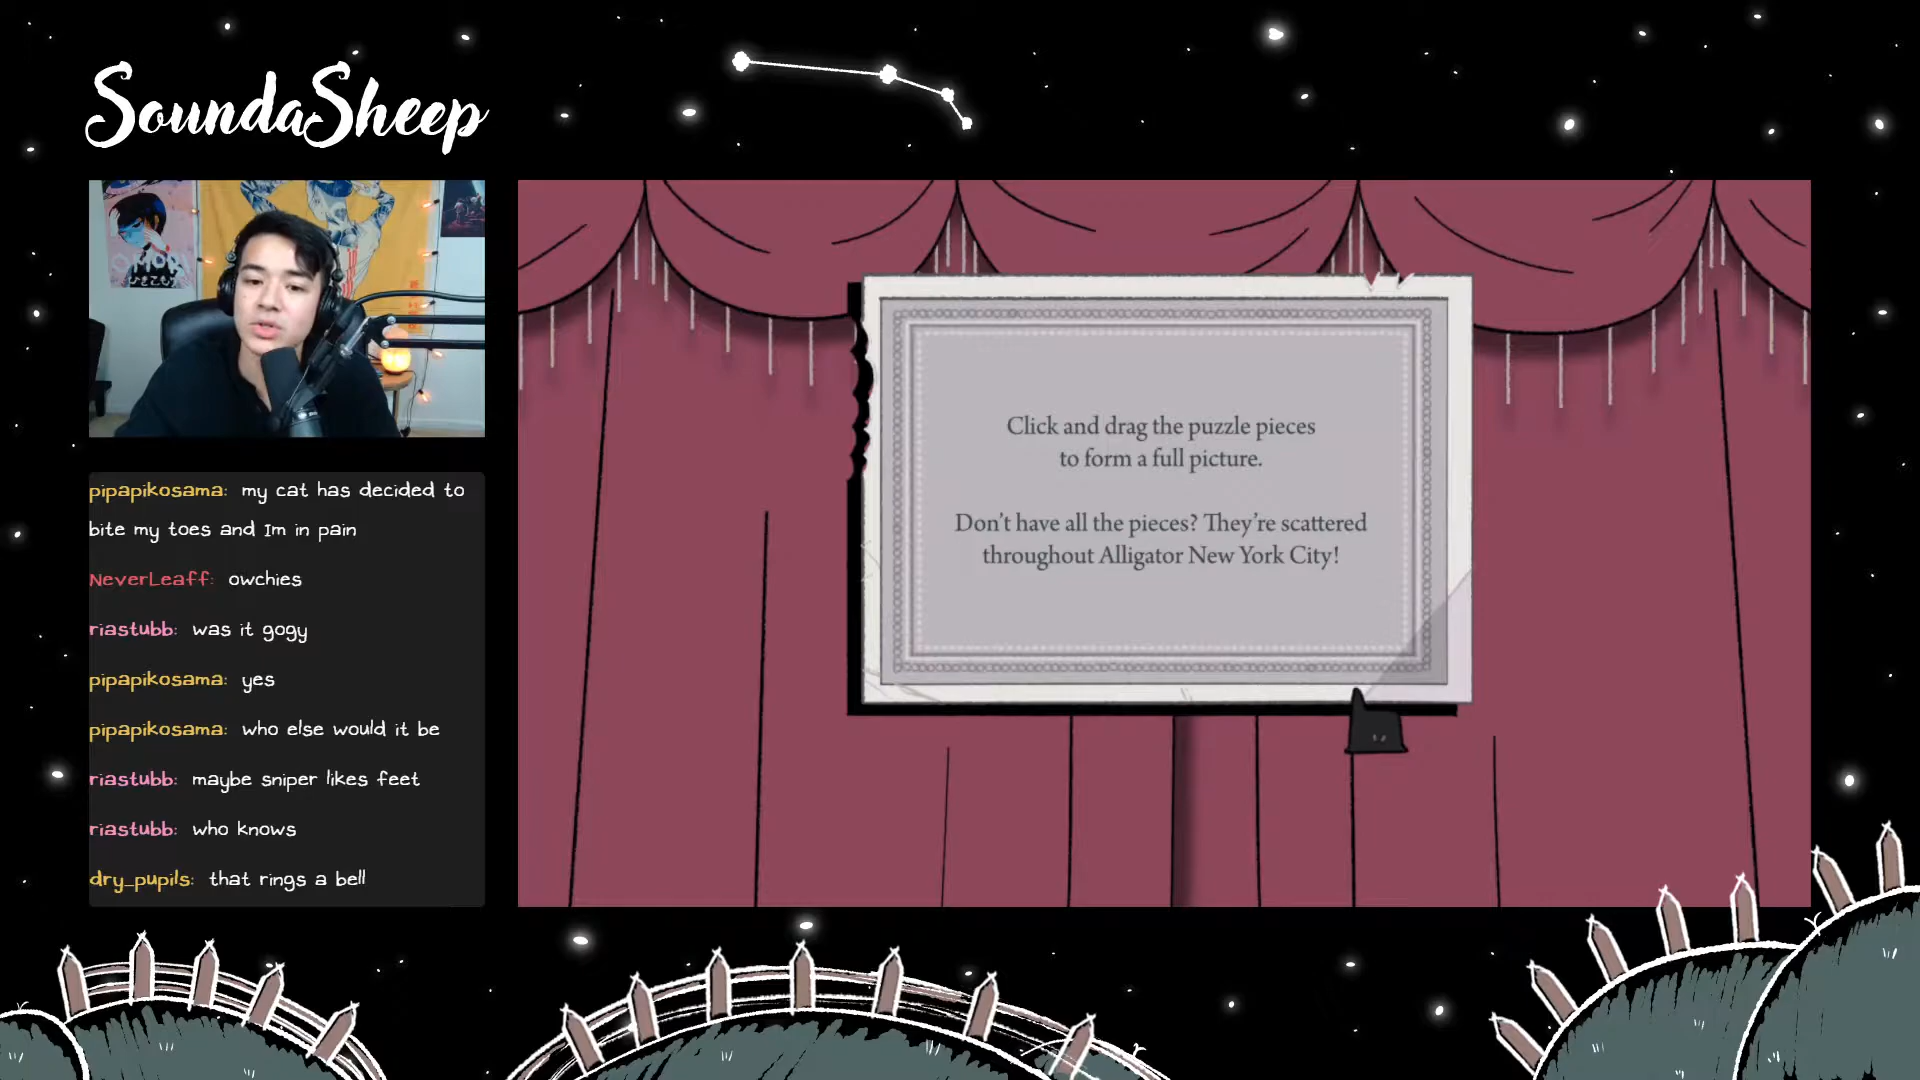 SoundaSheep
OMORI
pipapikosama: my cat has decided to
bite my toes and Im in pain
NeverLeaff: owchies
riastubb: was it gogy
pipapikosama: yes
pipapikosama: who else would it be
riastubb: maybe sniper likes feet
riastubb: who knows
dry_pupils: that rings a bell
Click and drag the puzzle pieces
to form a full picture.
Don't have all the pieces? They're scattered
throughout Alligator New York City!